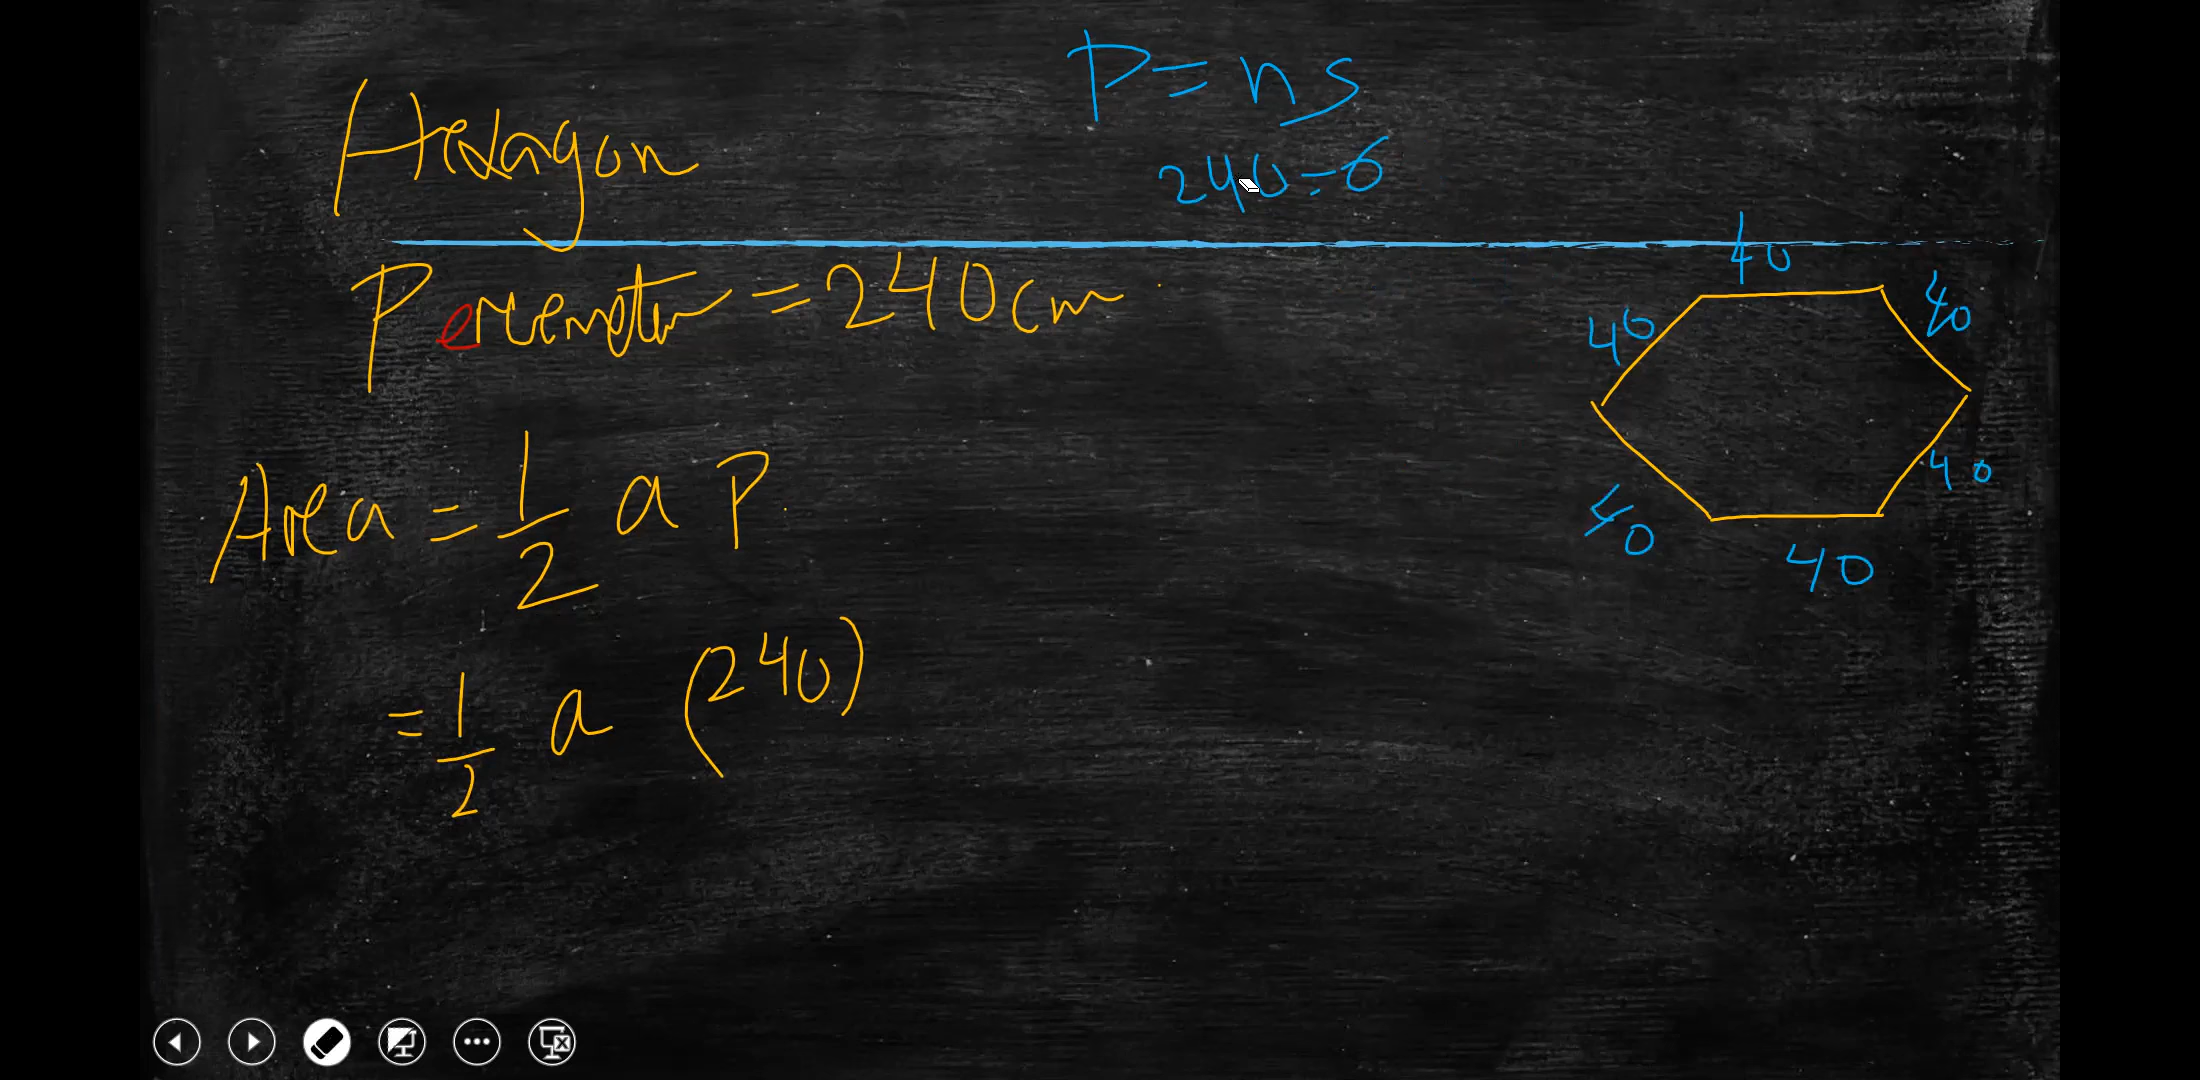 Hexagon
P = ns
240 = 6
Perimeter = 240 cm
Area = 1/2 a P
= 1/2 a (240)
40
40
40
40
40
40